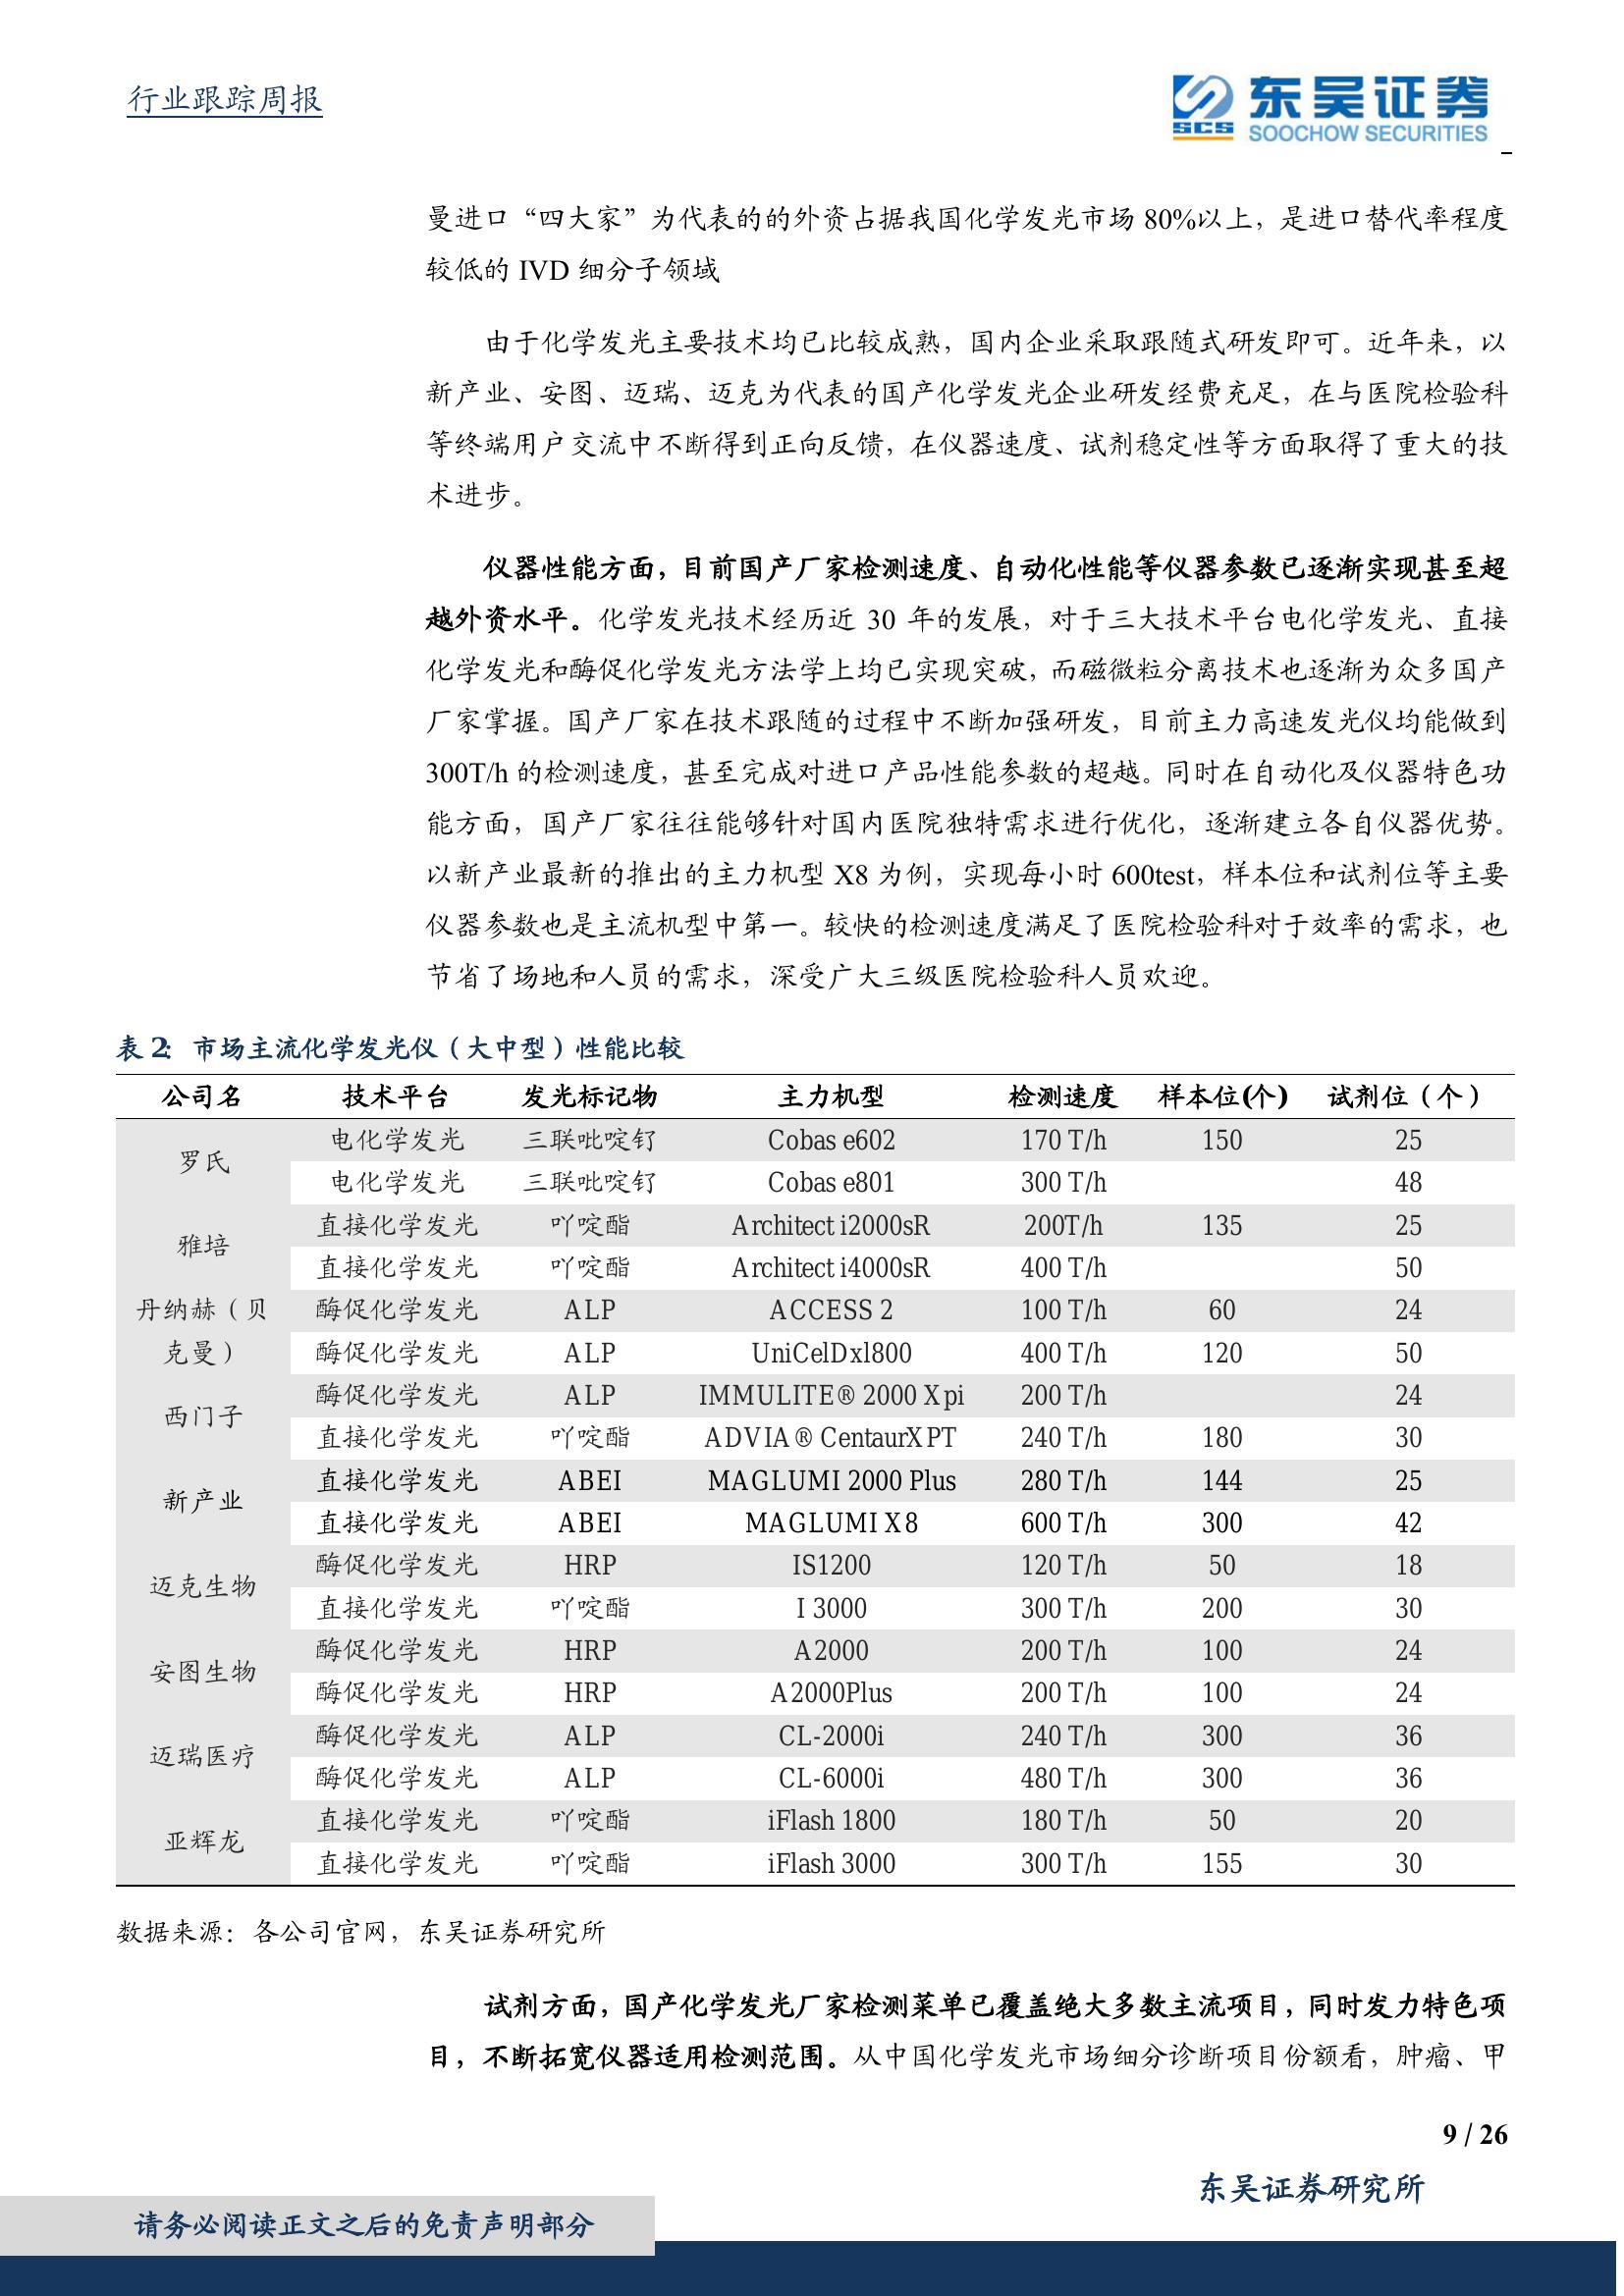 行业跟踪周报
SCS 东吴证券
SOOCHOW SECURITIES
曼进口“四大家”为代表的的外资占据我国化学发光市场 80%以上，是进口替代率程度
较低的 IVD 细分子领域
由于化学发光主要技术均已比较成熟，国内企业采取跟随式研发即可。近年来，以
新产业、安图、迈瑞、迈克为代表的国产化学发光企业研发经费充足，在与医院检验科
等终端用户交流中不断得到正向反馈，在仪器速度、试剂稳定性等方面取得了重大的技
术进步。
仪器性能方面，目前国产厂家检测速度、自动化性能等仪器参数已逐渐实现甚至超
越外资水平。化学发光技术经历近 30 年的发展，对于三大技术平台电化学发光、直接
化学发光和酶促化学发光方法学上均已实现突破，而磁微粒分离技术也逐渐为众多国产
厂家掌握。国产厂家在技术跟随的过程中不断加强研发，目前主力高速发光仪均能做到
300T/h 的检测速度，甚至完成对进口产品性能参数的超越。同时在自动化及仪器特色功
能方面，国产厂家往往能够针对国内医院独特需求进行优化，逐渐建立各自仪器优势。
以新产业最新的推出的主力机型 X8 为例，实现每小时 600test，样本位和试剂位等主要
仪器参数也是主流机型中第一。较快的检测速度满足了医院检验科对于效率的需求，也
节省了场地和人员的需求，深受广大三级医院检验科人员欢迎。
表 2：市场主流化学发光仪（大中型）性能比较
公司名 技术平台 发光标记物 主力机型 检测速度 样本位(个) 试剂位（个）
罗氏 电化学发光 三联吡啶钌 Cobas e602 170 T/h 150 25
电化学发光 三联吡啶钌 Cobas e801 300 T/h 48
雅培 直接化学发光 吖啶酯 Architect i2000sR 200T/h 135 25
直接化学发光 吖啶酯 Architect i4000sR 400 T/h 50
丹纳赫（贝 酶促化学发光 ALP ACCESS 2 100 T/h 60 24
克曼） 酶促化学发光 ALP UniCelDxl800 400 T/h 120 50
西门子 酶促化学发光 ALP IMMULITE® 2000 Xpi 200 T/h 24
直接化学发光 吖啶酯 ADVIA® CentaurXPT 240 T/h 180 30
新产业 直接化学发光 ABEI MAGLUMI 2000 Plus 280 T/h 144 25
直接化学发光 ABEI MAGLUMI X8 600 T/h 300 42
迈克生物 酶促化学发光 HRP IS1200 120 T/h 50 18
直接化学发光 吖啶酯 I 3000 300 T/h 200 30
安图生物 酶促化学发光 HRP A2000 200 T/h 100 24
酶促化学发光 HRP A2000Plus 200 T/h 100 24
迈瑞医疗 酶促化学发光 ALP CL-2000i 240 T/h 300 36
酶促化学发光 ALP CL-6000i 480 T/h 300 36
亚辉龙 直接化学发光 吖啶酯 iFlash 1800 180 T/h 50 20
直接化学发光 吖啶酯 iFlash 3000 300 T/h 155 30
数据来源：各公司官网，东吴证券研究所
试剂方面，国产化学发光厂家检测菜单已覆盖绝大多数主流项目，同时发力特色项
目，不断拓宽仪器适用检测范围。从中国化学发光市场细分诊断项目份额看，肿瘤、甲
9 / 26
东吴证券研究所
请务必阅读正文之后的免责声明部分